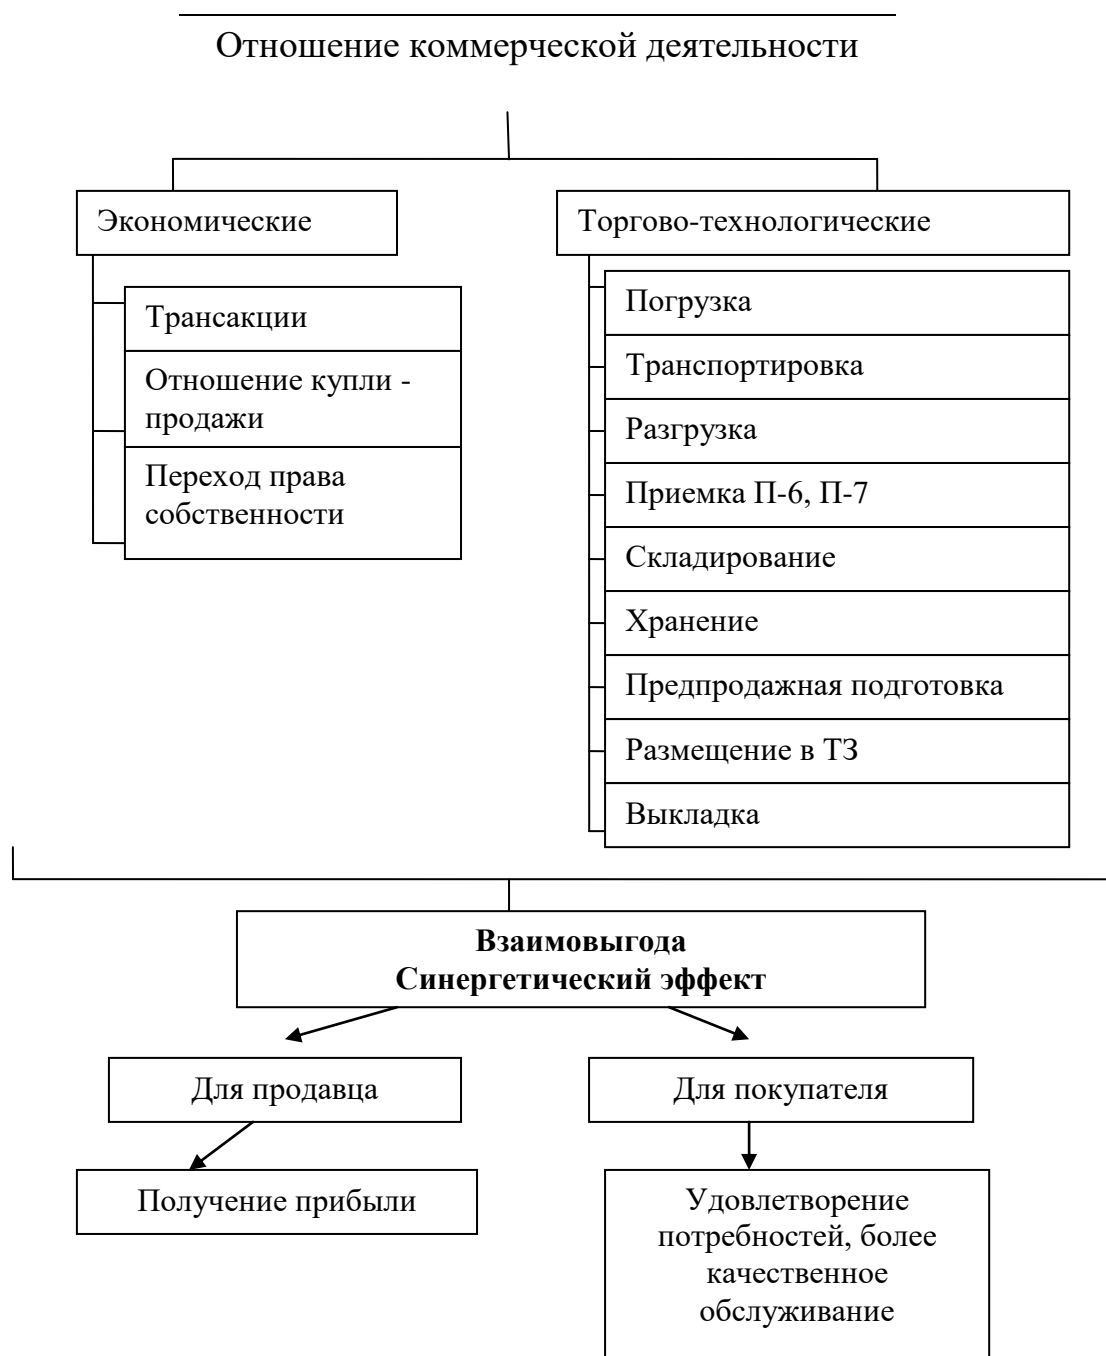 Отношение коммерческой деятельности
Экономические
Трансакции
Отношение купли -
продажи
Переход права
собственности
Торгово-технологические
Погрузка
Транспортировка
Разгрузка
Приемка П-6, П-7
Складирование
Хранение
Предпродажная подготовка
Размещение в ТЗ
Выкладка
Взаимовыгода
Синергетический эффект
Для продавца
Получение прибыли
Для покупателя
Удовлетворение
потребностей, более
качественное
обслуживание